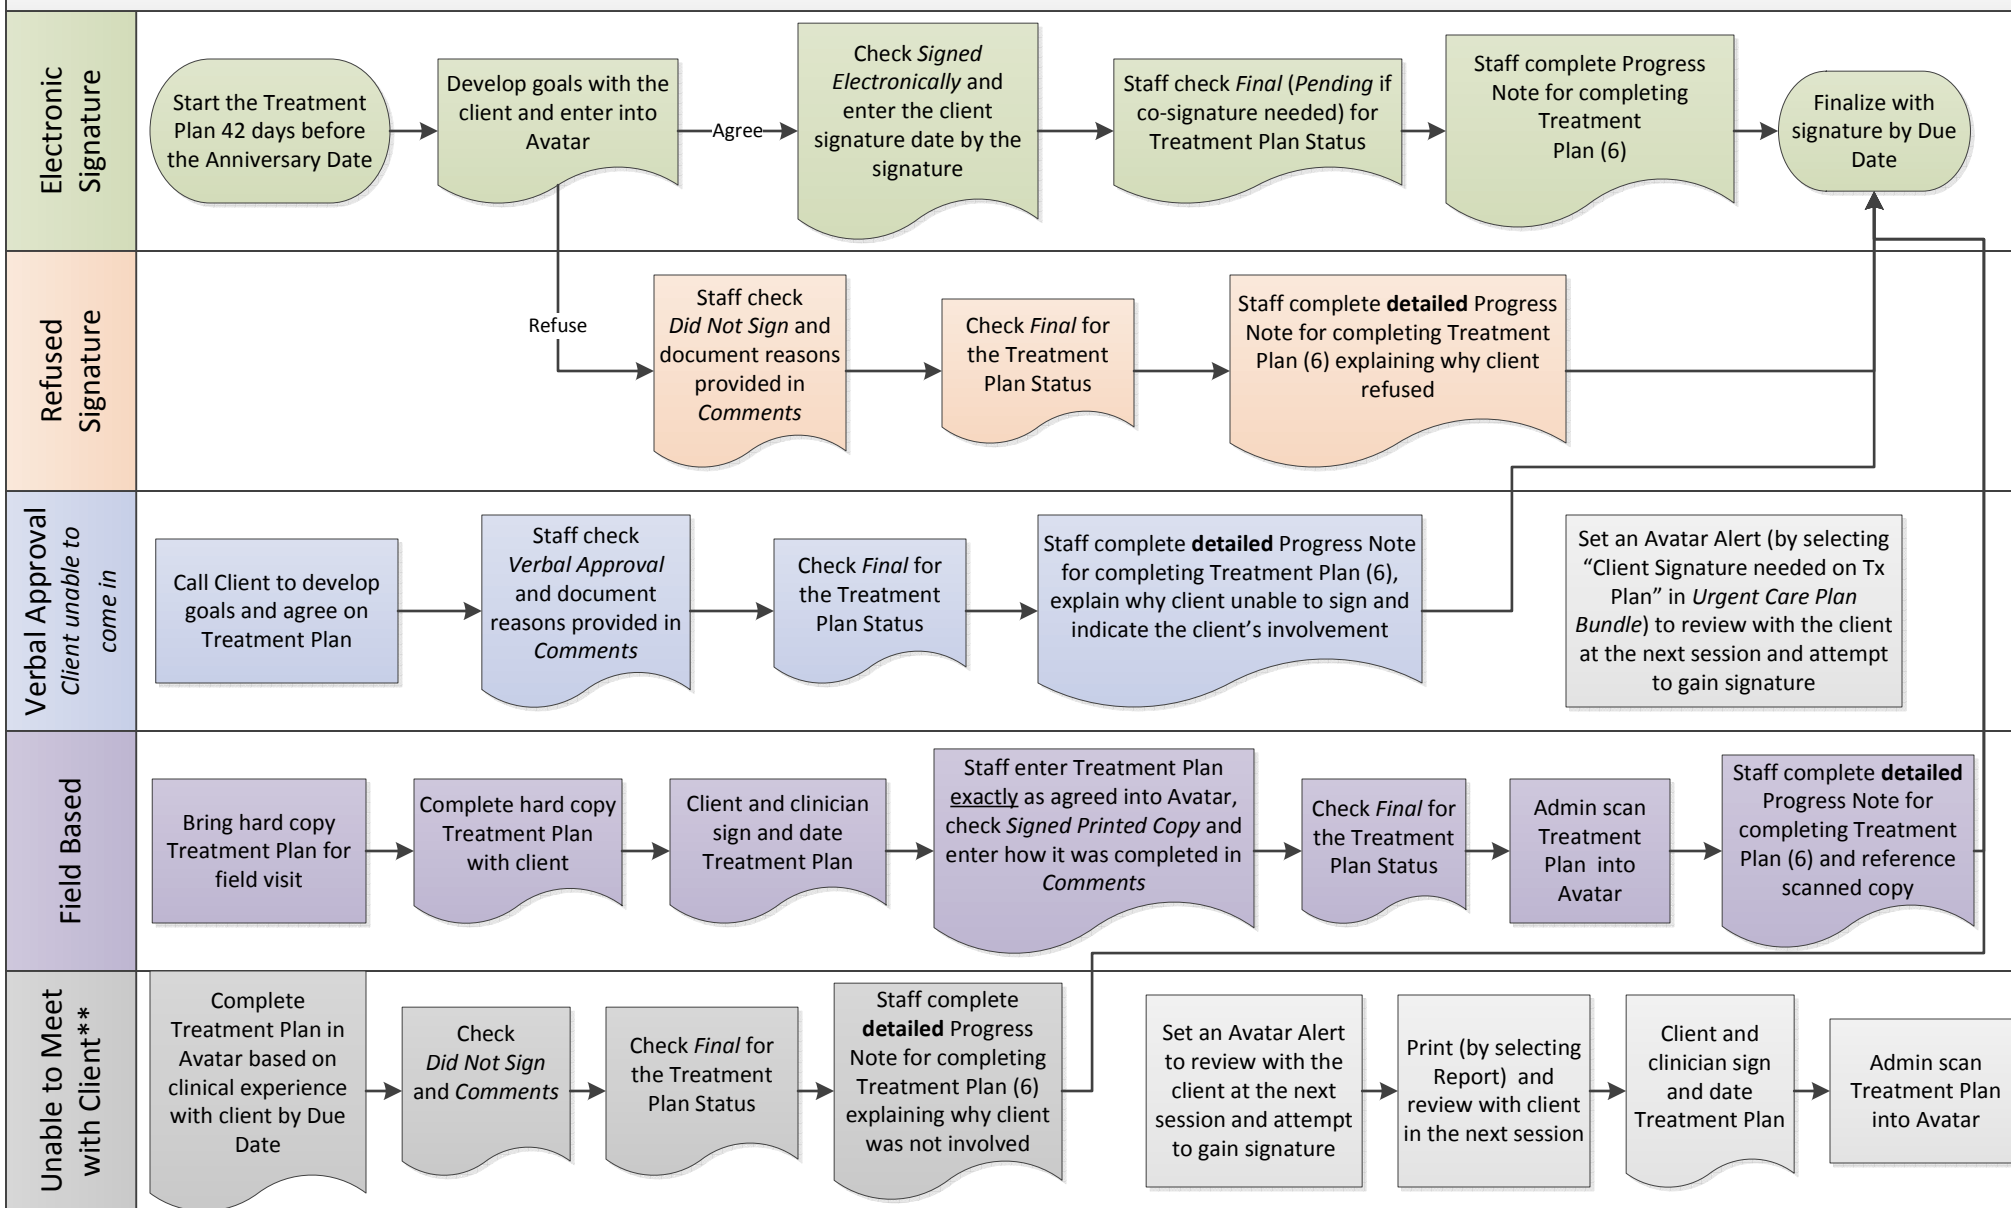 Electronic
Signature
Start the Treatment
Plan 42 days before
the Anniversary Date
Develop goals with the
client and enter into
Avatar
Agree
Check Signed
Electronically and
enter the client
signature date by the
signature
Staff check Final (Pending if
co-signature needed) for
Treatment Plan Status
Staff complete Progress
Note for completing
Treatment
Plan (6)
Finalize with
signature by Due
Date
Refused
Signature
Refuse
Staff check
Did Not Sign and
document reasons
provided in
Comments
Check Final for
the Treatment
Plan Status
Staff complete detailed Progress
Note for completing Treatment
Plan (6) explaining why client
refused
Verbal Approval
Client unable to
come in
Call Client to develop
goals and agree on
Treatment Plan
Staff check
Verbal Approval
and document
reasons provided in
Comments
Check Final for
the Treatment
Plan Status
Staff complete detailed Progress Note
for completing Treatment Plan (6),
explain why client unable to sign and
indicate the client’s involvement
Set an Avatar Alert (by selecting
“Client Signature needed on Tx
Plan” in Urgent Care Plan
Bundle) to review with the client
at the next session and attempt
to gain signature
Field Based
Bring hard copy
Treatment Plan for
field visit
Complete hard copy
Treatment Plan
with client
Client and clinician
sign and date
Treatment Plan
Staff enter Treatment Plan
exactly as agreed into Avatar,
check Signed Printed Copy and
enter how it was completed in
Comments
Check Final for
the Treatment
Plan Status
Admin scan
Treatment
Plan into
Avatar
Staff complete detailed
Progress Note for
completing Treatment
Plan (6) and reference
scanned copy
Unable to Meet
with Client**
Complete
Treatment Plan in
Avatar based on
clinical experience
with client by Due
Date
Check
Did Not Sign
and Comments
Check Final for
the Treatment
Plan Status
Staff complete
detailed Progress
Note for completing
Treatment Plan (6)
explaining why client
was not involved
Set an Avatar Alert
to review with the
client at the next
session and attempt
to gain signature
Print (by selecting
Report) and
review with client
in the next session
Client and
clinician sign
and date
Treatment Plan
Admin scan
Treatment Plan
into Avatar